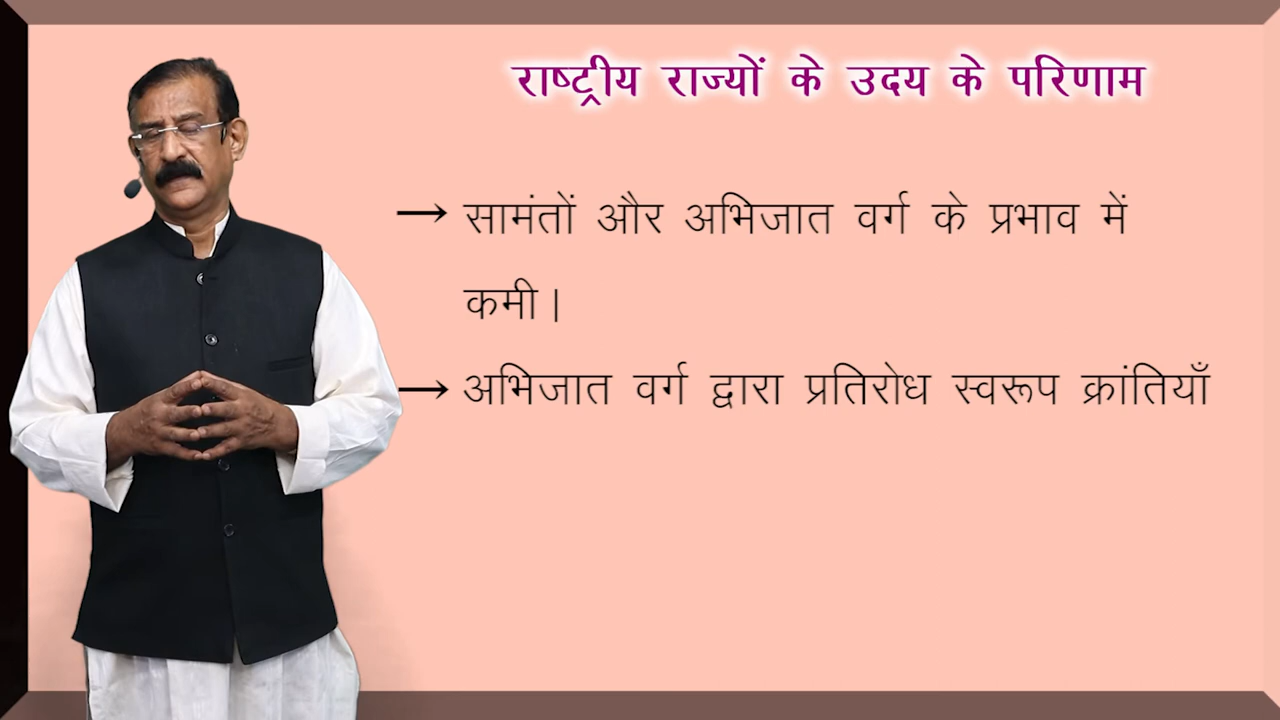 राष्ट्रीय राज्यों के उदय के परिणाम
→ सामंतों और अभिजात वर्ग के प्रभाव में
कमी।
→ अभिजात वर्ग द्वारा प्रतिरोध स्वरूप क्रांतियाँ